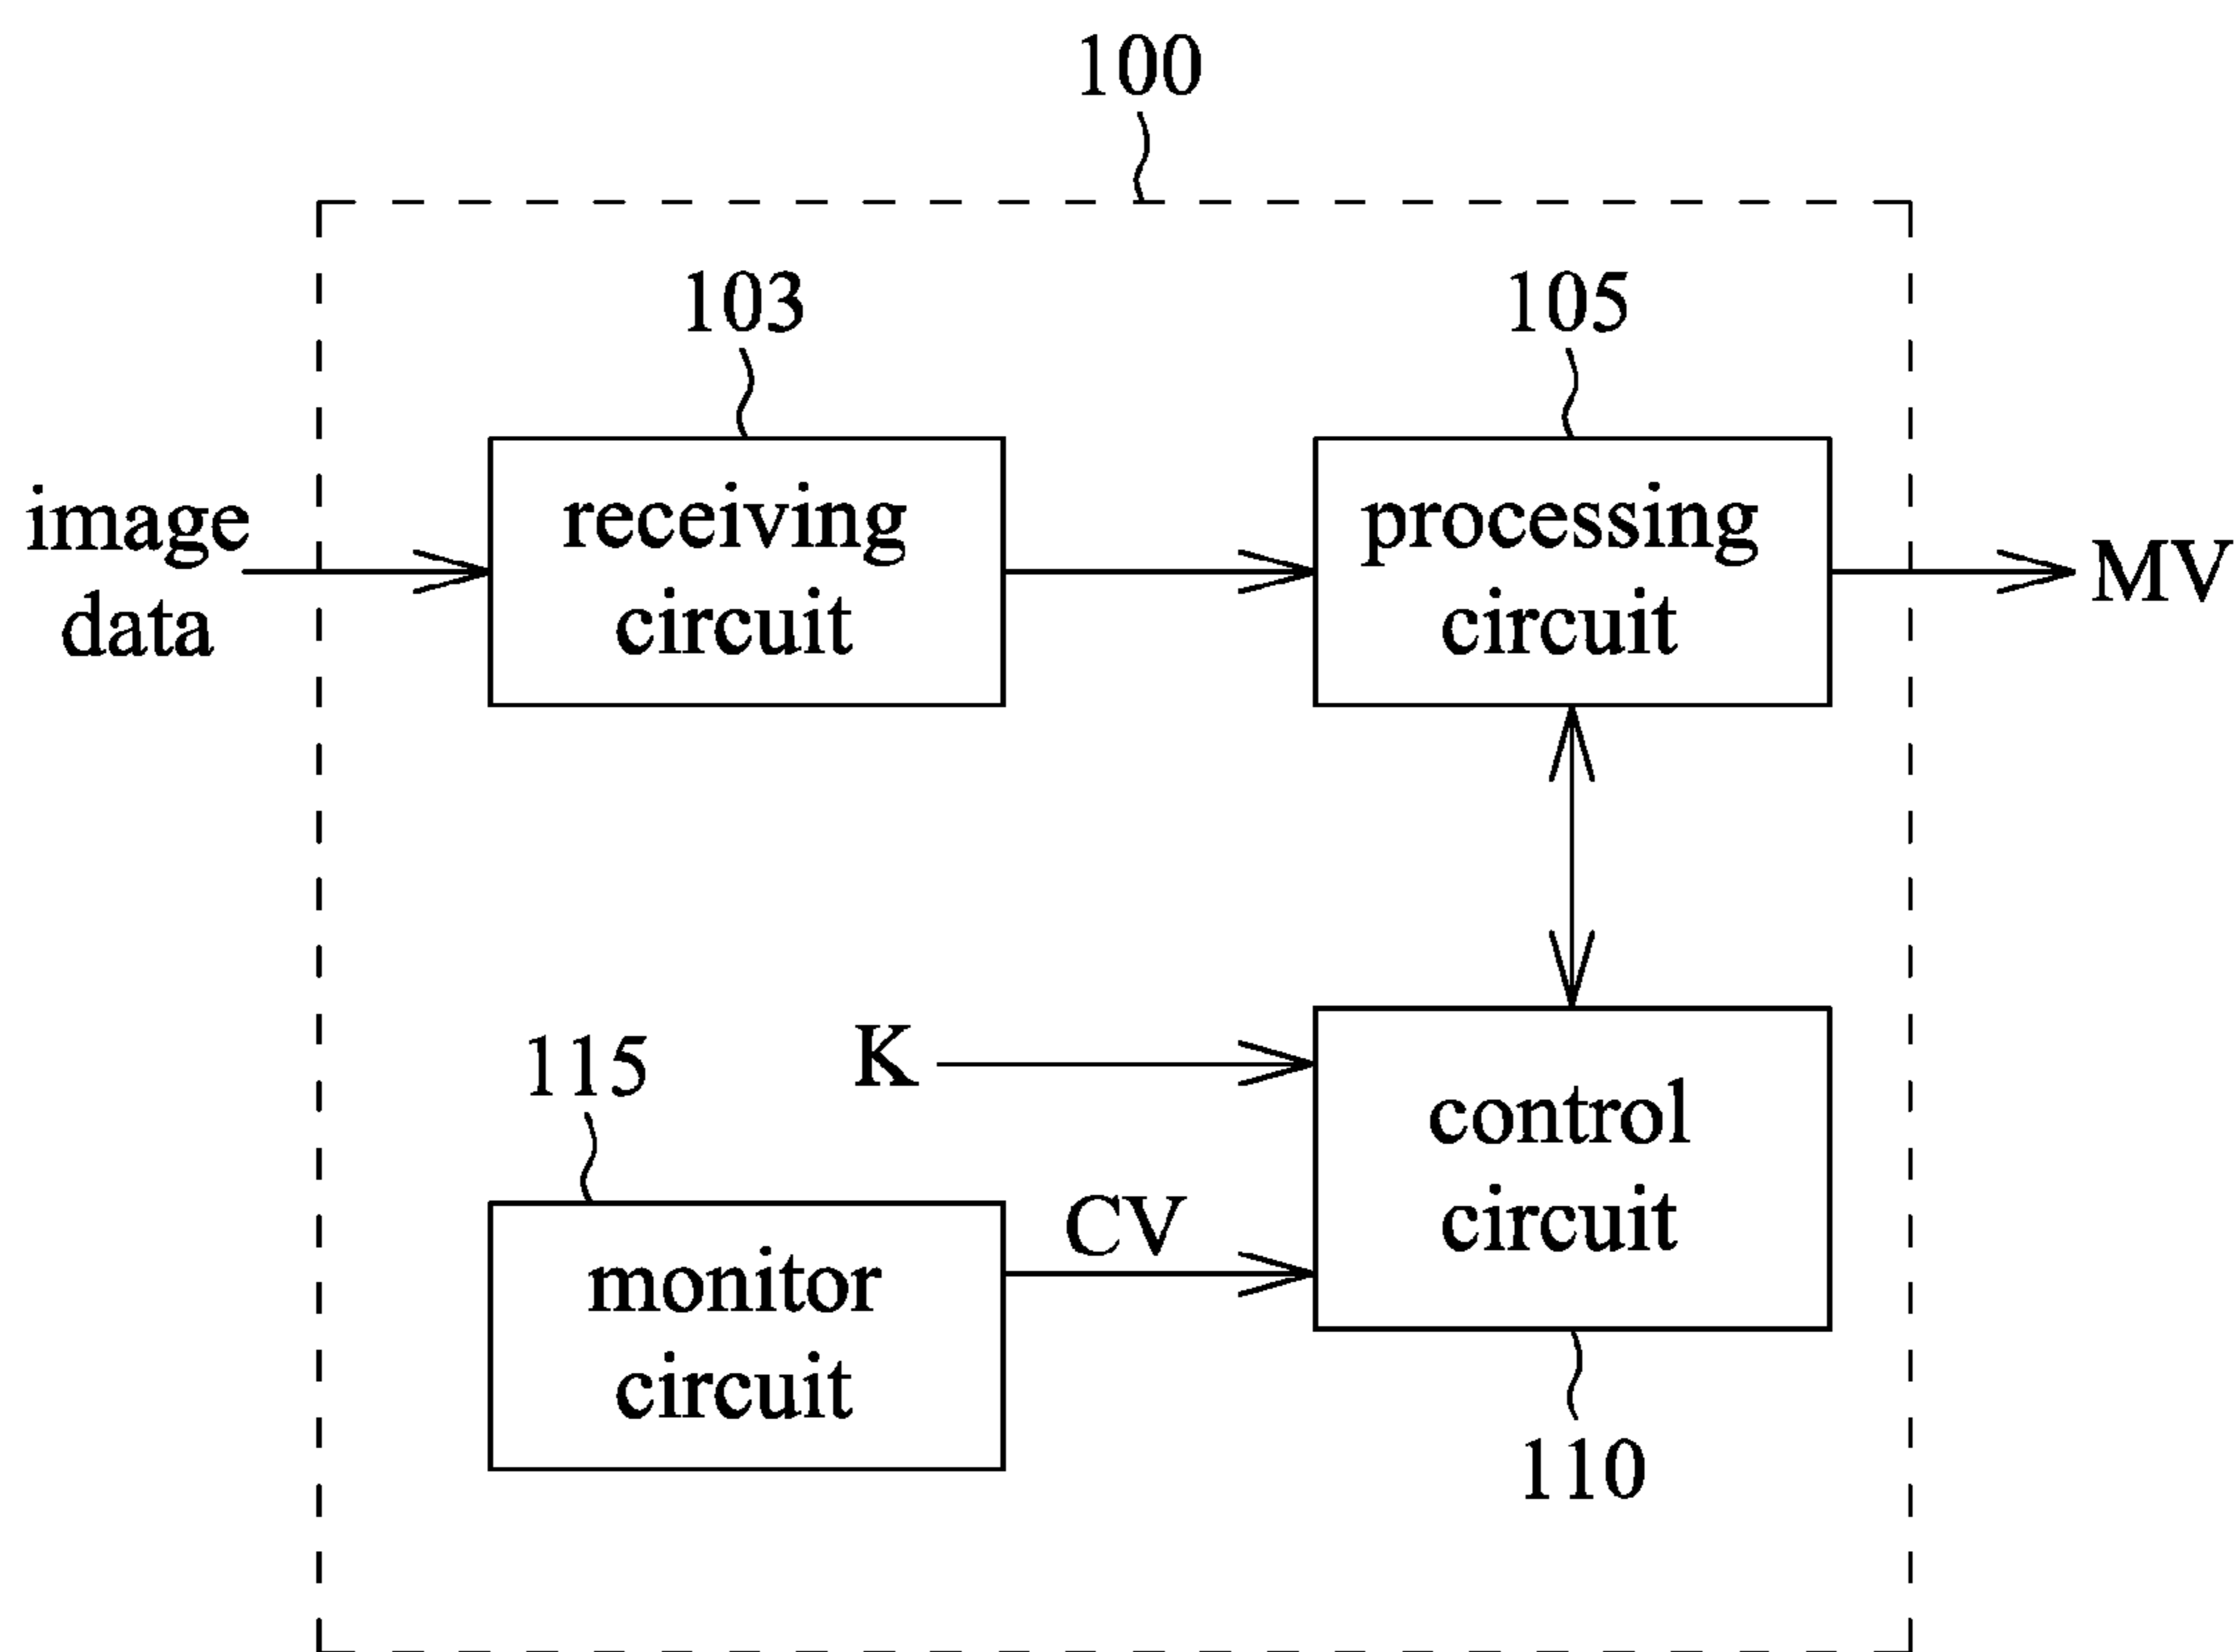 100
103
105
image
data
receiving
circuit
processing
circuit
MV
K
115
CV
control
circuit
monitor
circuit
110